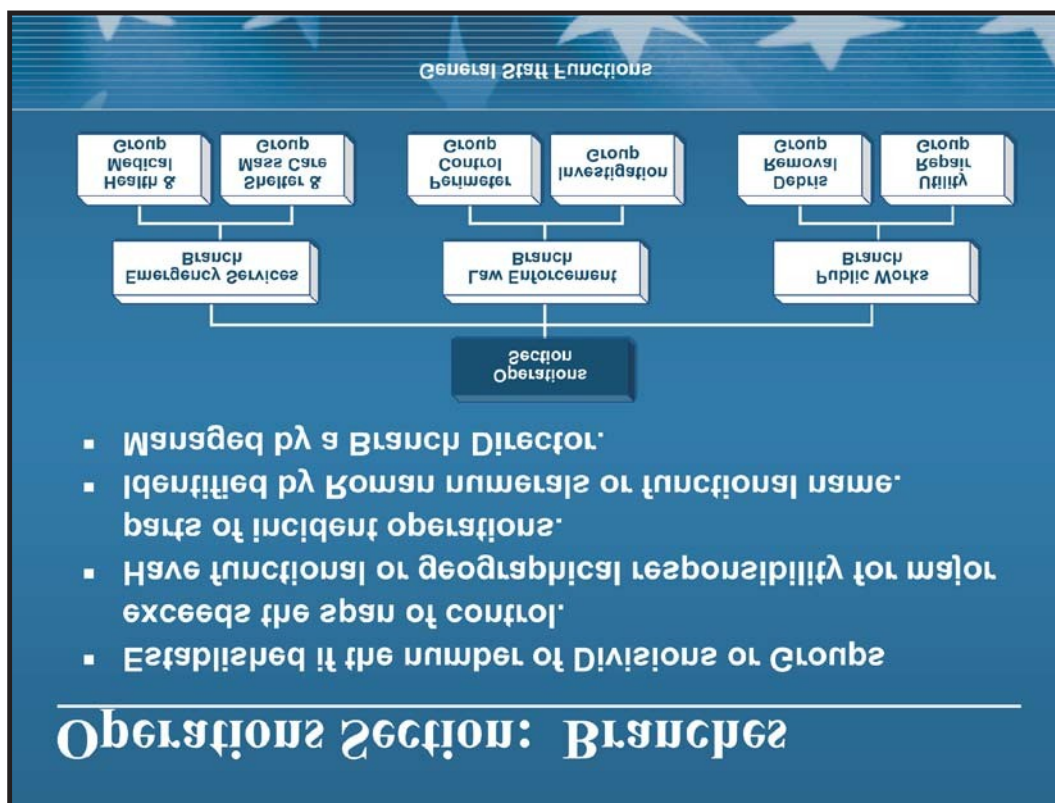 Operations Section: Branches
▪ Established if the number of Divisions or Groups
exceeds the span of control.
▪ Have functional or geographical responsibility for major
parts of incident operations.
▪ Identified by Roman numerals or functional name.
▪ Managed by a Branch Director.
Operations
Section
Emergency Services
Branch
Law Enforcement
Branch
Public Works
Branch
Health &
Medical
Group
Shelter &
Mass Care
Group
Perimeter
Control
Group
Investigation
Group
Debris
Removal
Group
Utility
Repair
Group
General Staff Functions